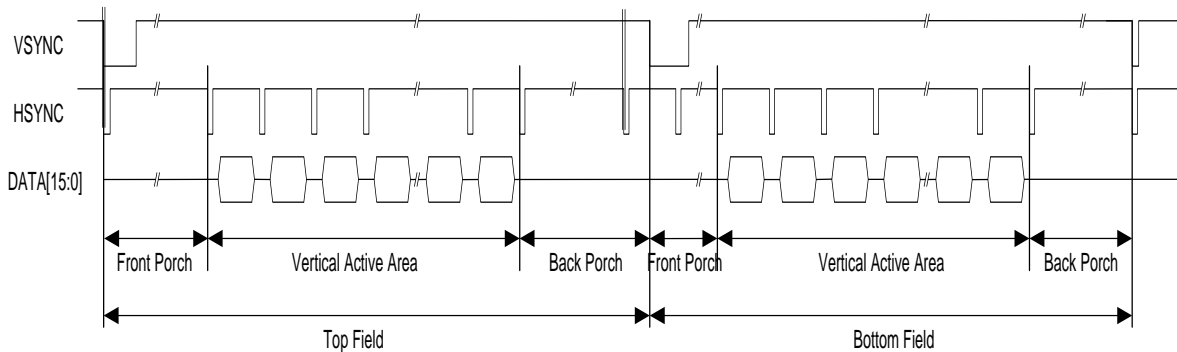 VSYNC
HSYNC
DATA[15:0]
Front Porch Vertical Active Area Back Porch Front Porch Vertical Active Area Back Porch
Top Field Bottom Field